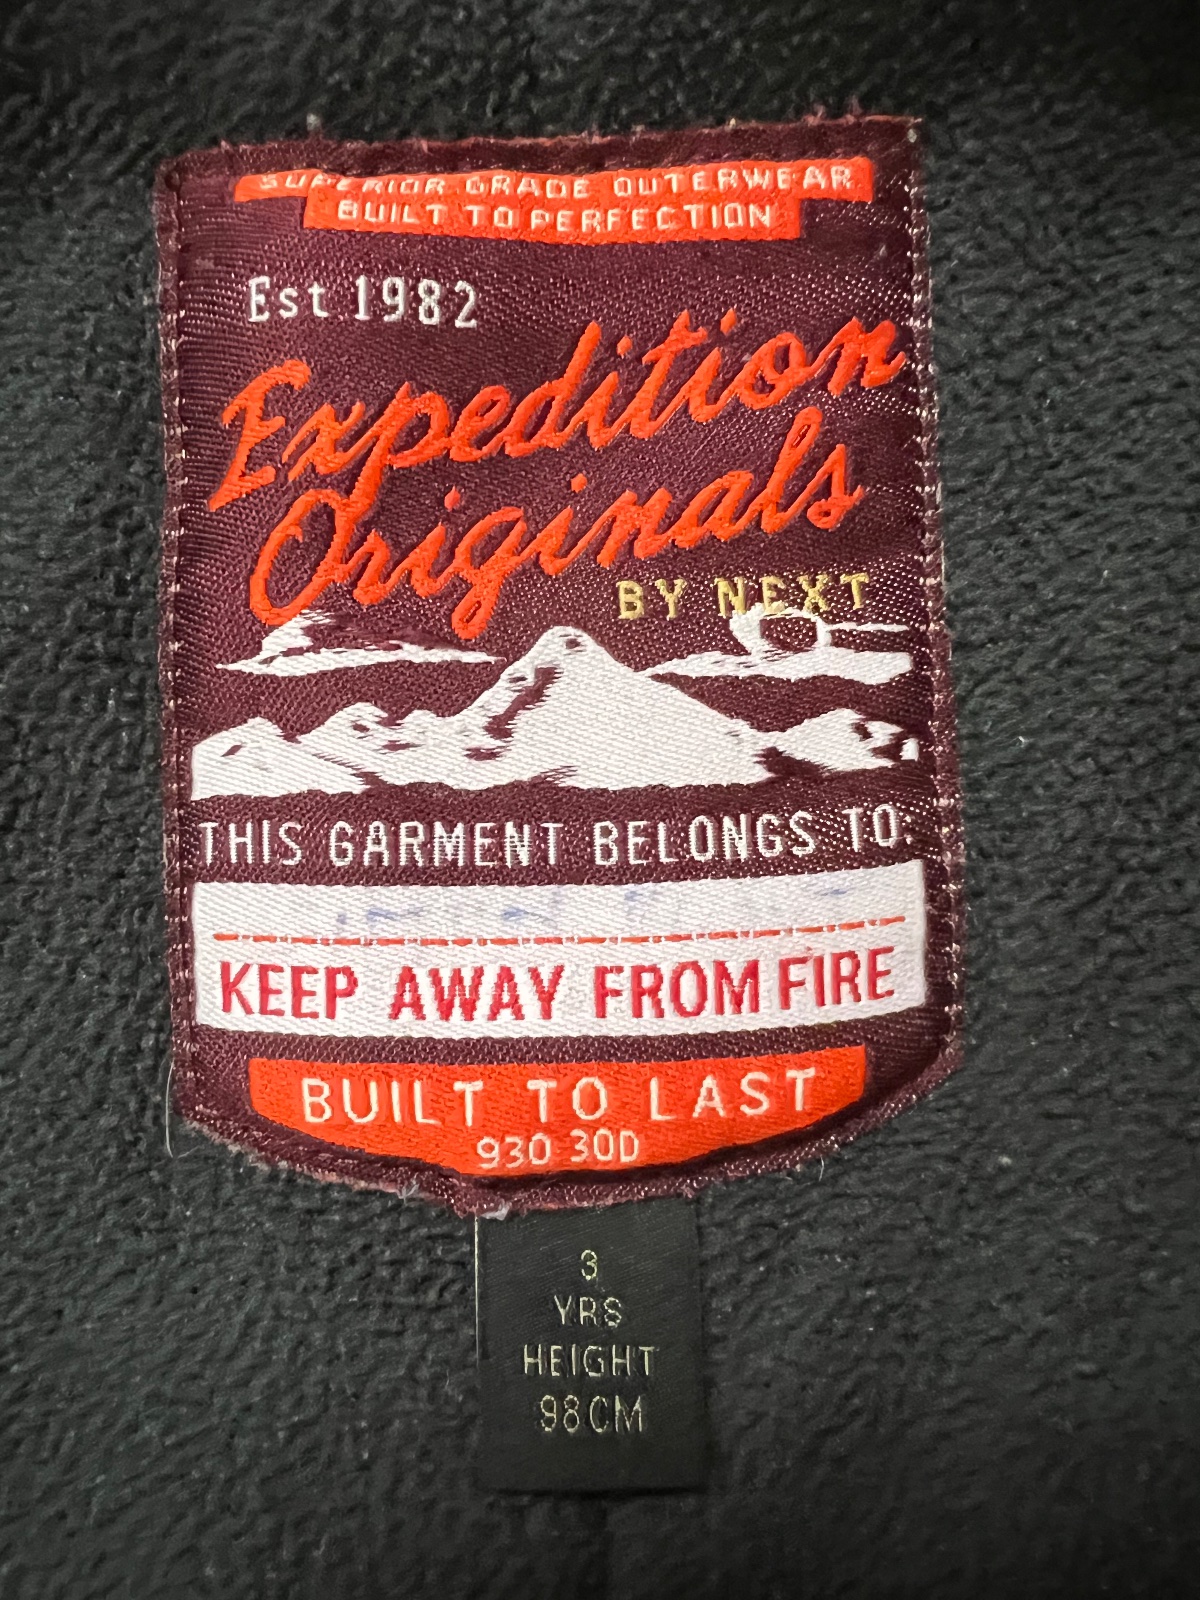 SUPERIOR GRADE OUTERWEAR
BUILT TO PERFECTION
Est 1982
Expedition
Originals
BY NEXT
THIS GARMENT BELONGS TO:
KEEP AWAY FROM FIRE
BUILT TO LAST
930 30D
3
YRS
HEIGHT
98CM